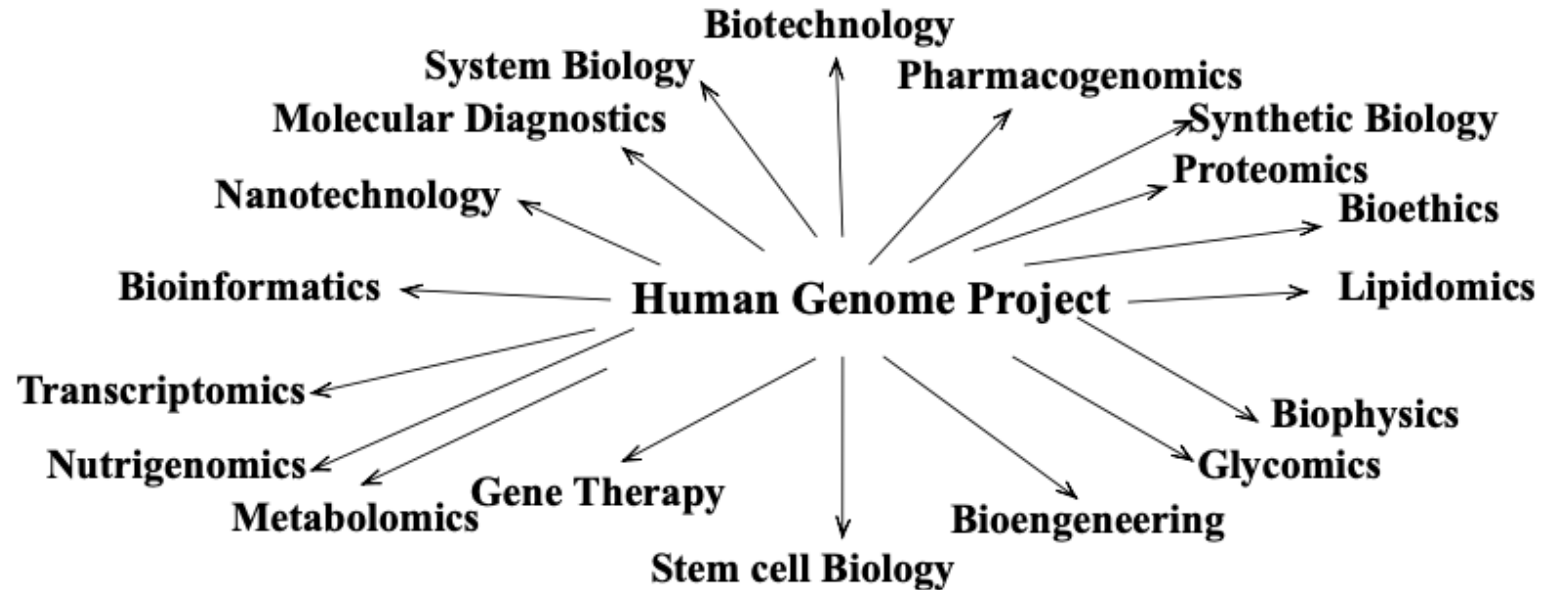 Biotechnology
System Biology
Pharmacogenomics
Molecular Diagnostics
Synthetic Biology
Proteomics
Nanotechnology
Bioethics
Bioinformatics
Human Genome Project
Lipidomics
Transcriptomics
Biophysics
Nutrigenomics
Glycomics
Gene Therapy
Metabolomics
Bioengeneering
Stem cell Biology